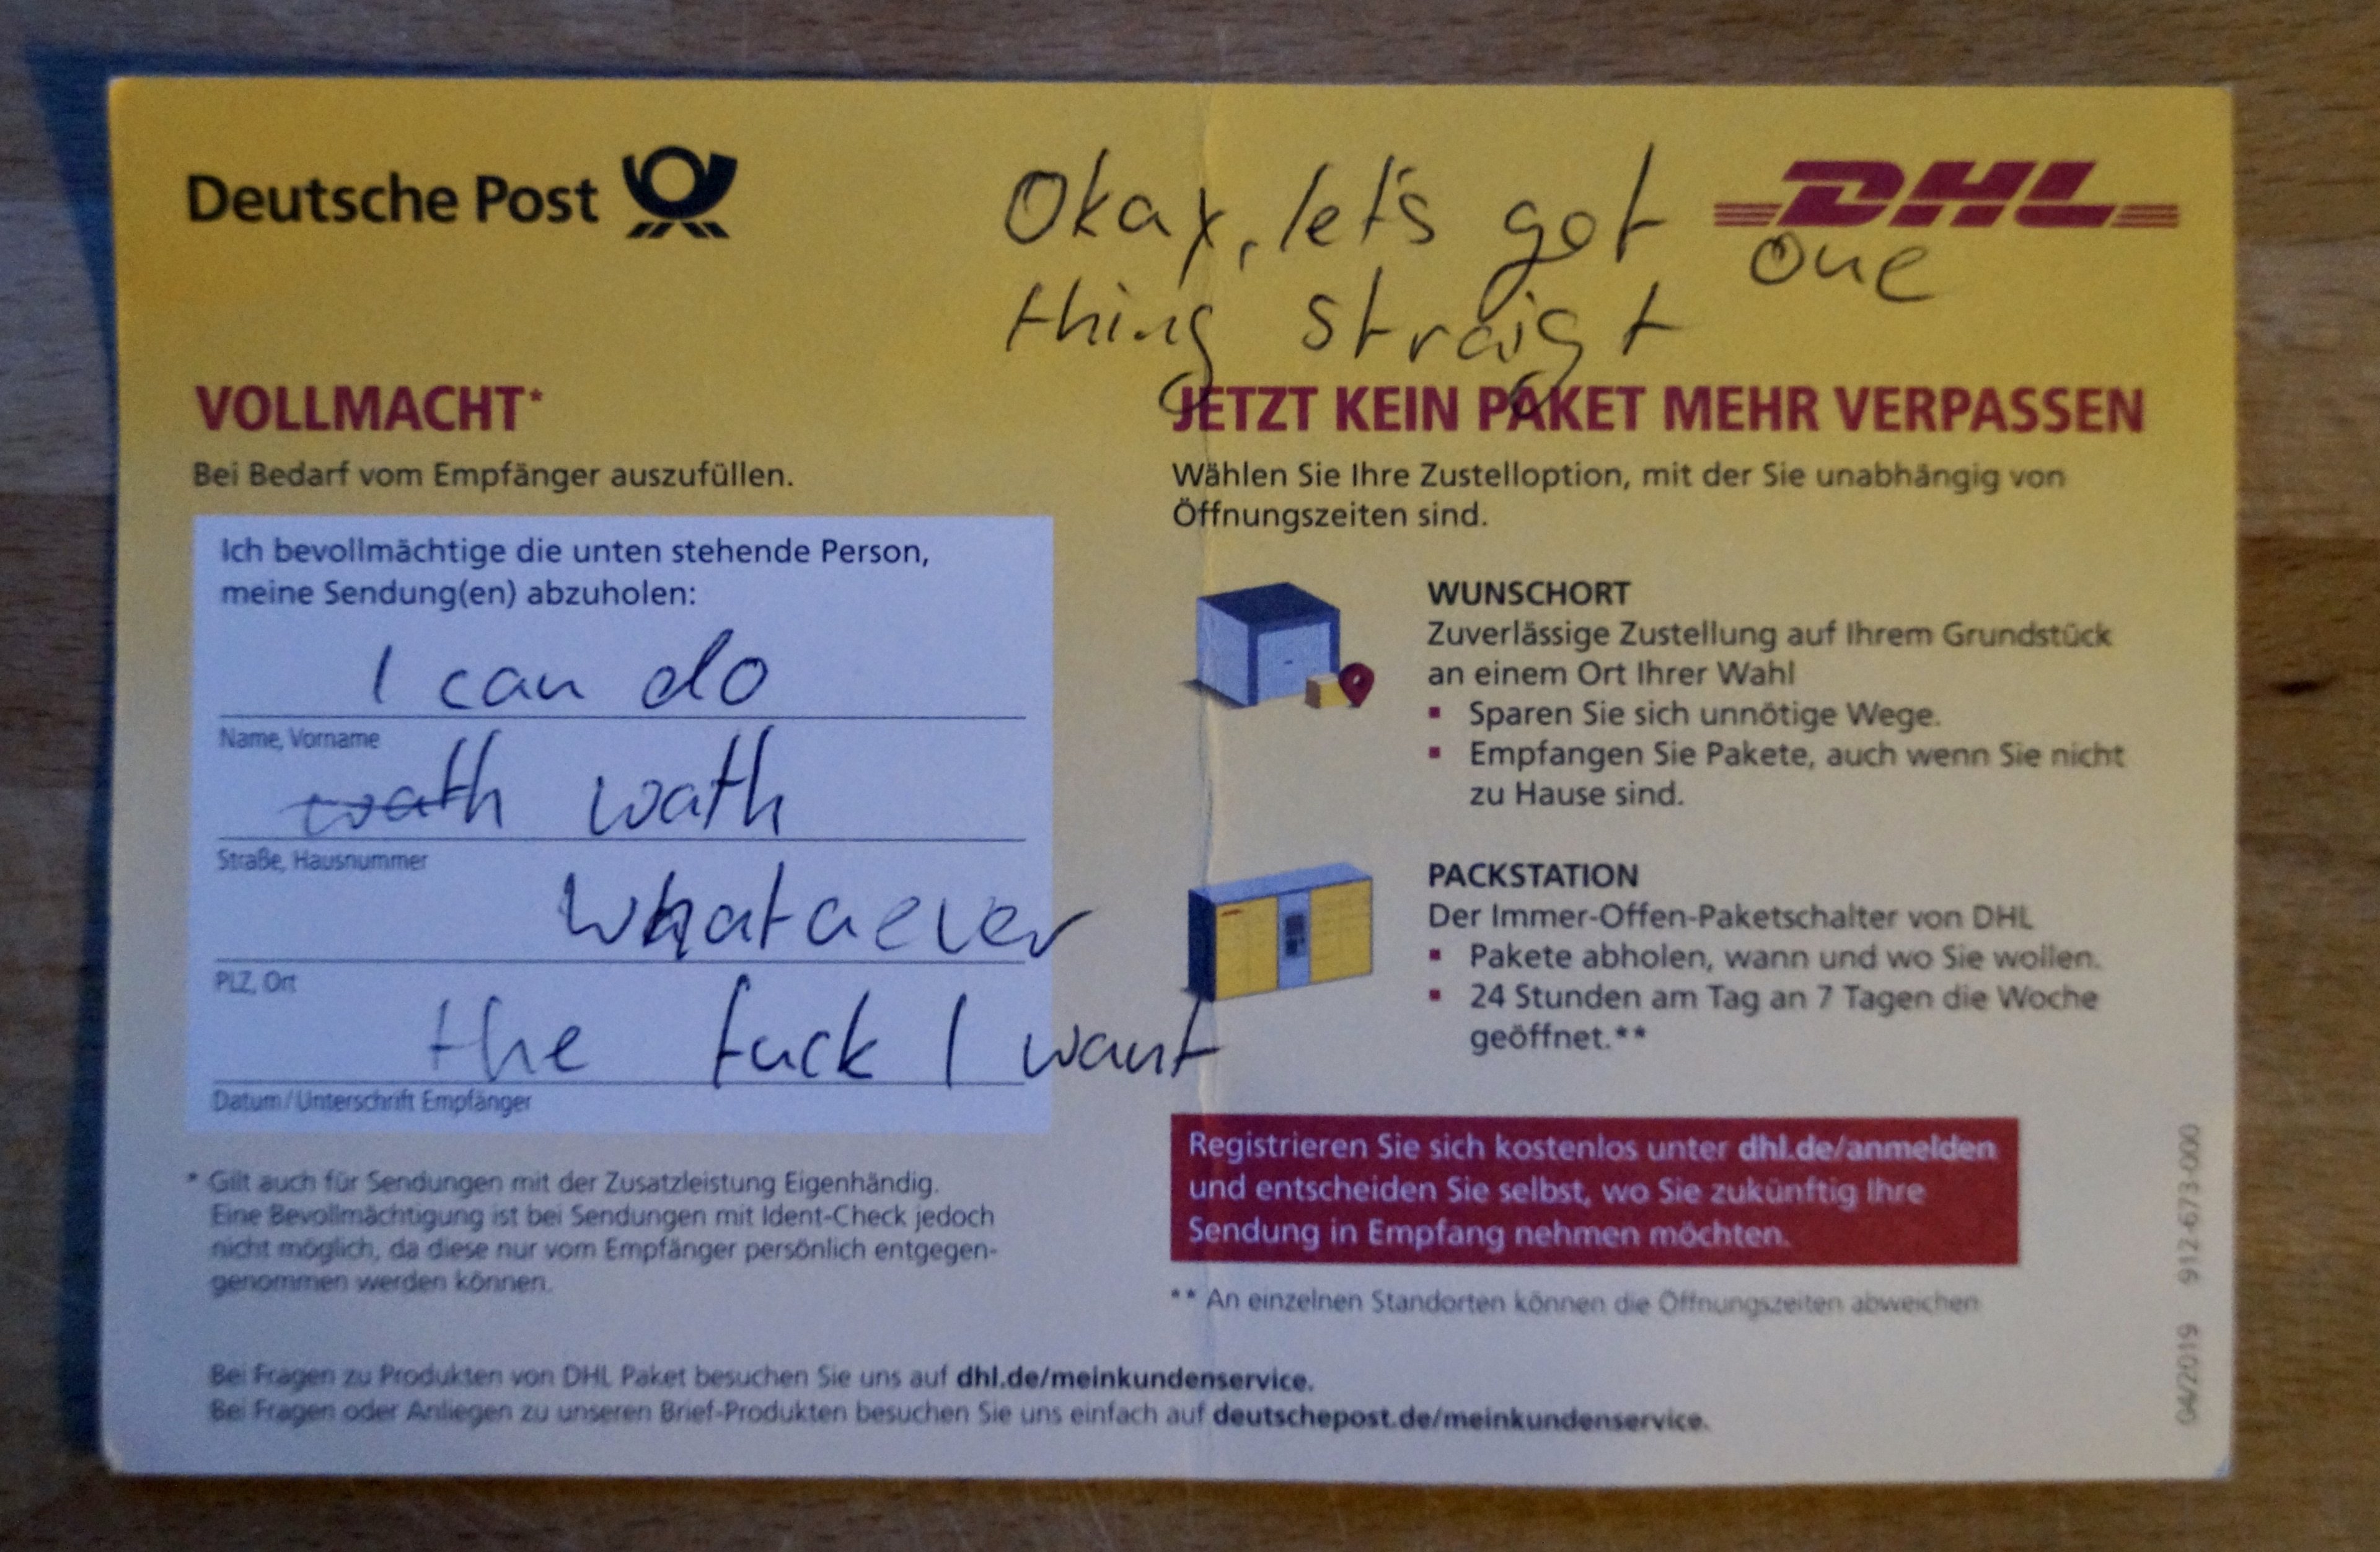 Deutsche Post
DHL
Okay, let's got one
thing straigt
VOLLMACHT*
Bei Bedarf vom Empfänger auszufüllen.
Ich bevollmächtige die unten stehende Person,
meine Sendung(en) abzuholen:
I can do
Name, Vorname
wath wath
Straße, Hausnummer
whataever
PLZ, Ort
the fuck I want
Datum/Unterschrift Empfänger
* Gilt auch für Sendungen mit der Zusatzleistung Eigenhändig.
Eine Bevollmächtigung ist bei Sendungen mit Ident-Check jedoch
nicht möglich, da diese nur vom Empfänger persönlich entgegen-
genommen werden können.
JETZT KEIN PAKET MEHR VERPASSEN
Wählen Sie Ihre Zustelloption, mit der Sie unabhängig von
Öffnungszeiten sind.
WUNSCHORT
Zuverlässige Zustellung auf Ihrem Grundstück
an einem Ort Ihrer Wahl
▪ Sparen Sie sich unnötige Wege.
▪ Empfangen Sie Pakete, auch wenn Sie nicht
zu Hause sind.
PACKSTATION
Der Immer-Offen-Paketschalter von DHL
▪ Pakete abholen, wann und wo Sie wollen.
▪ 24 Stunden am Tag an 7 Tagen die Woche
geöffnet.**
Registrieren Sie sich kostenlos unter dhl.de/anmelden
und entscheiden Sie selbst, wo Sie zukünftig Ihre
Sendung in Empfang nehmen möchten.
** An einzelnen Standorten können die Öffnungszeiten abweichen
Bei Fragen zu Produkten von DHL Paket besuchen Sie uns auf dhl.de/meinkundenservice.
Bei Fragen oder Anliegen zu unseren Brief-Produkten besuchen Sie uns einfach auf deutschepost.de/meinkundenservice.
04/2019 912-673-000